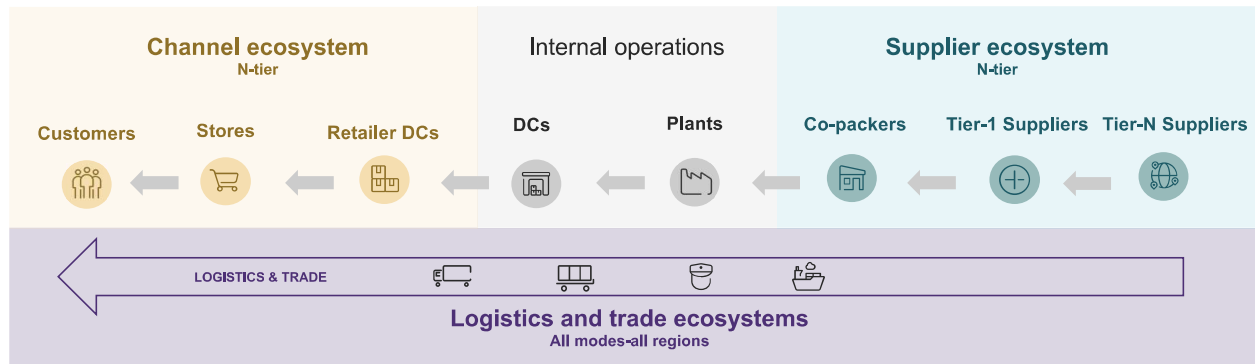 Channel ecosystem
N-tier
Internal operations
Supplier ecosystem
N-tier
Customers
Stores
Retailer DCs
DCs
Plants
Co-packers
Tier-1 Suppliers
Tier-N Suppliers
LOGISTICS & TRADE
Logistics and trade ecosystems
All modes-all regions